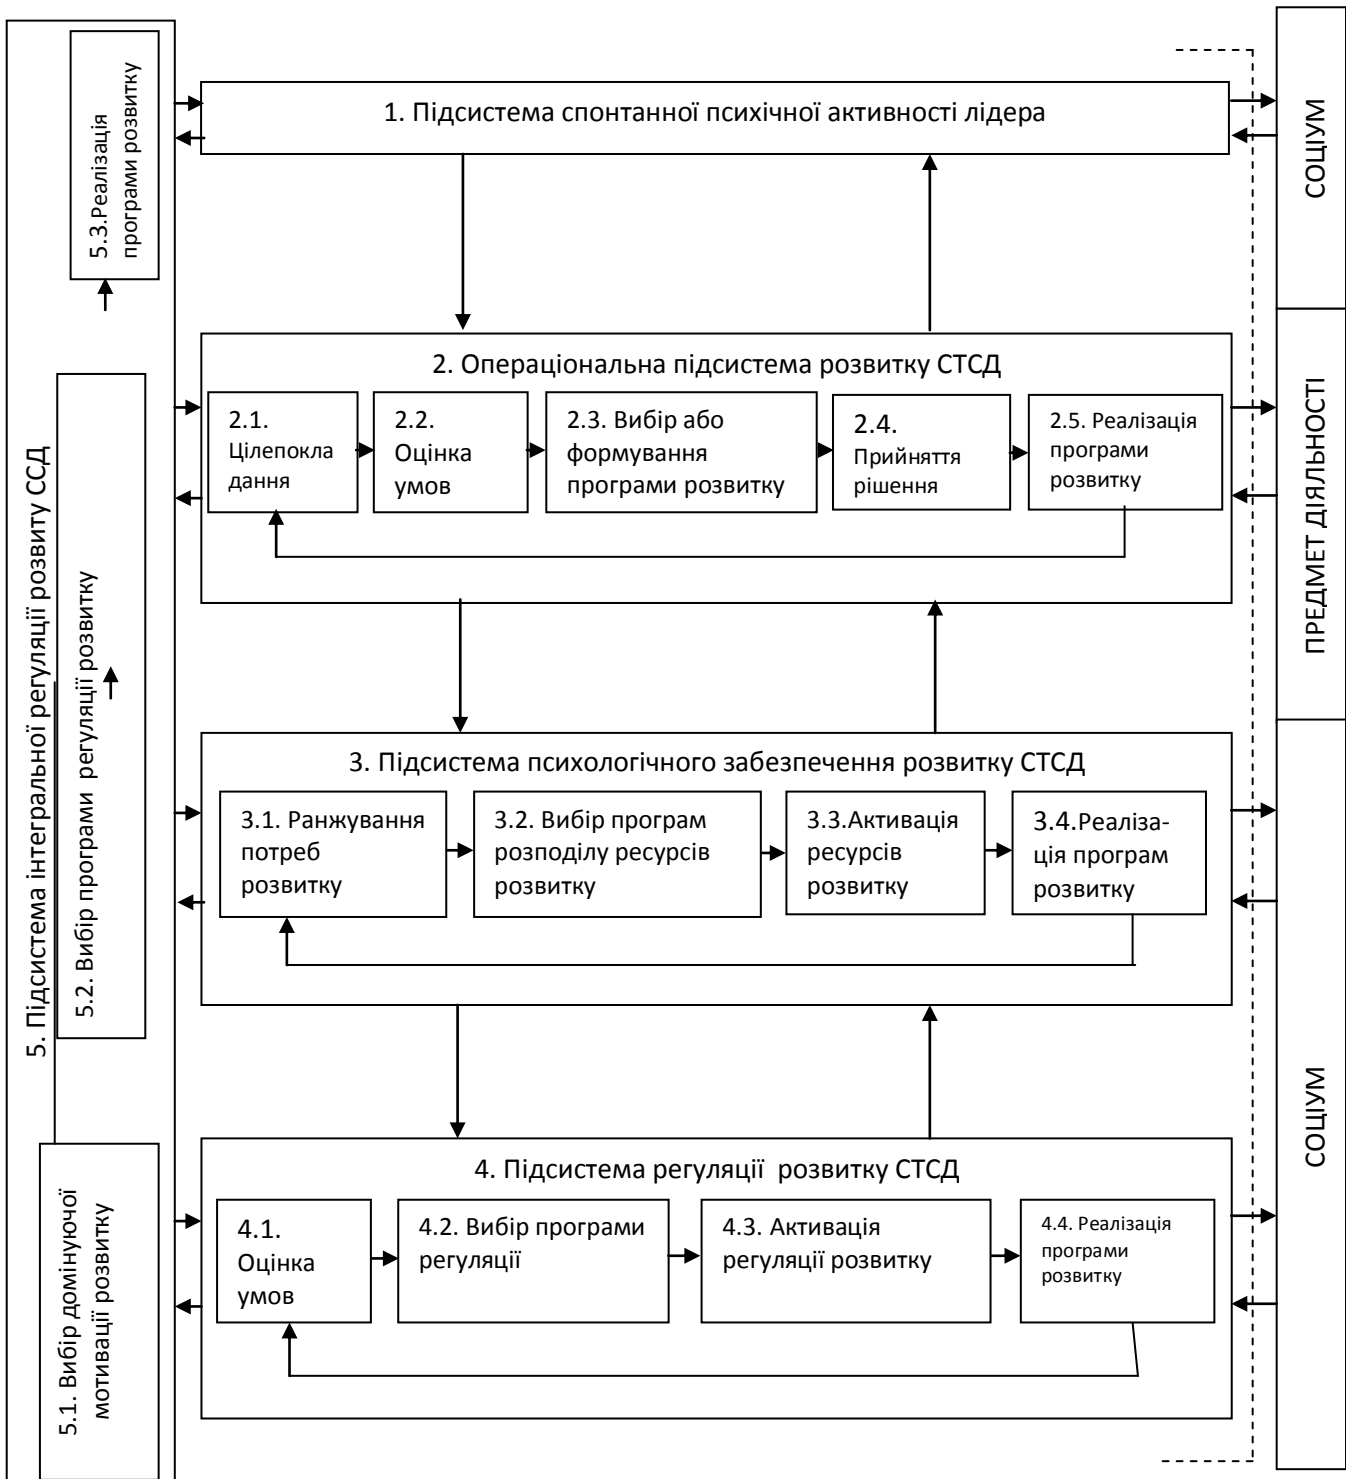 5. Підсистема інтегральної регуляції розвиту ССД
5.3.Реалізація
програми розвитку
5.2. Вибір програми  регуляції розвитку
5.1. Вибір домінуючої
мотивації розвитку
1. Підсистема спонтанної психічної активності лідера
2. Операціональна підсистема розвитку СТСД
2.1.
Цілепокла
дання
2.2.
Оцінка
умов
2.3. Вибір або
формування
програми розвитку
2.4.
Прийняття
рішення
2.5. Реалізація
програми
розвитку
3. Підсистема психологічного забезпечення розвитку СТСД
3.1. Ранжування
потреб
розвитку
3.2. Вибір програм
розподілу ресурсів
розвитку
3.3.Активація
ресурсів
розвитку
3.4.Реаліза-
ція програм
розвитку
4. Підсистема регуляції  розвитку СТСД
4.1.
Оцінка
умов
4.2. Вибір програми
регуляції
4.3. Активація
регуляції розвитку
4.4. Реалізація
програми
розвитку
СОЦІУМ
ПРЕДМЕТ ДІЯЛЬНОСТІ
СОЦІУМ